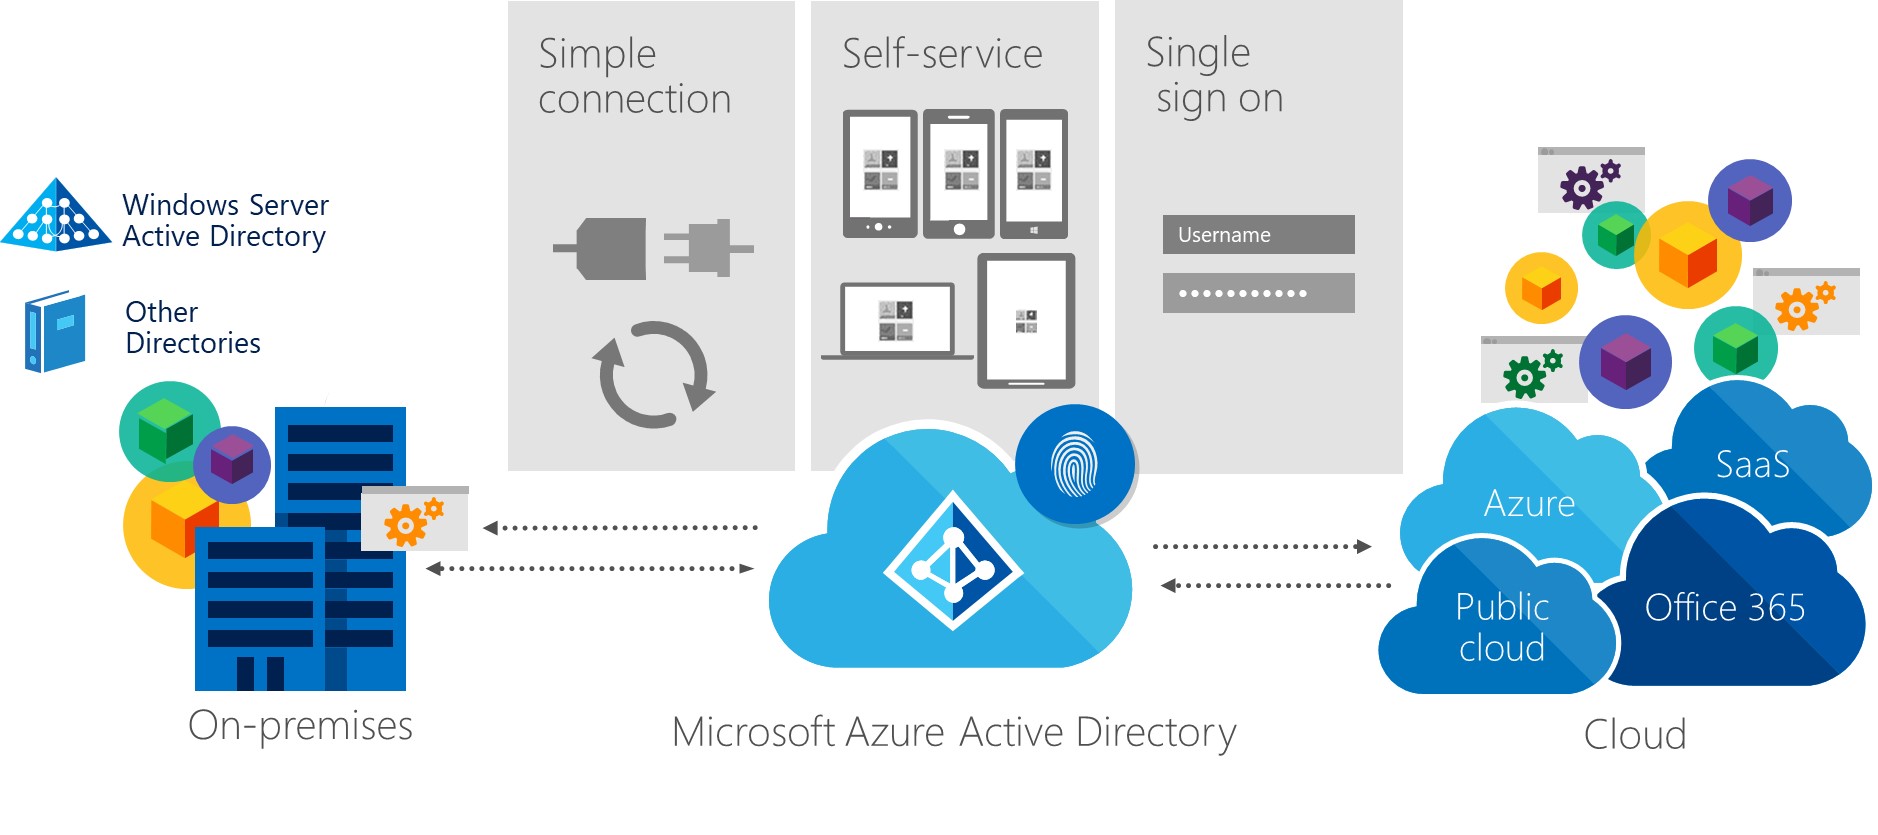 Simple
connection
Self-service
Single
sign on
Windows Server
Active Directory
Other
Directories
Username
Azure
SaaS
Public
cloud
Office 365
On-premises
Microsoft Azure Active Directory
Cloud